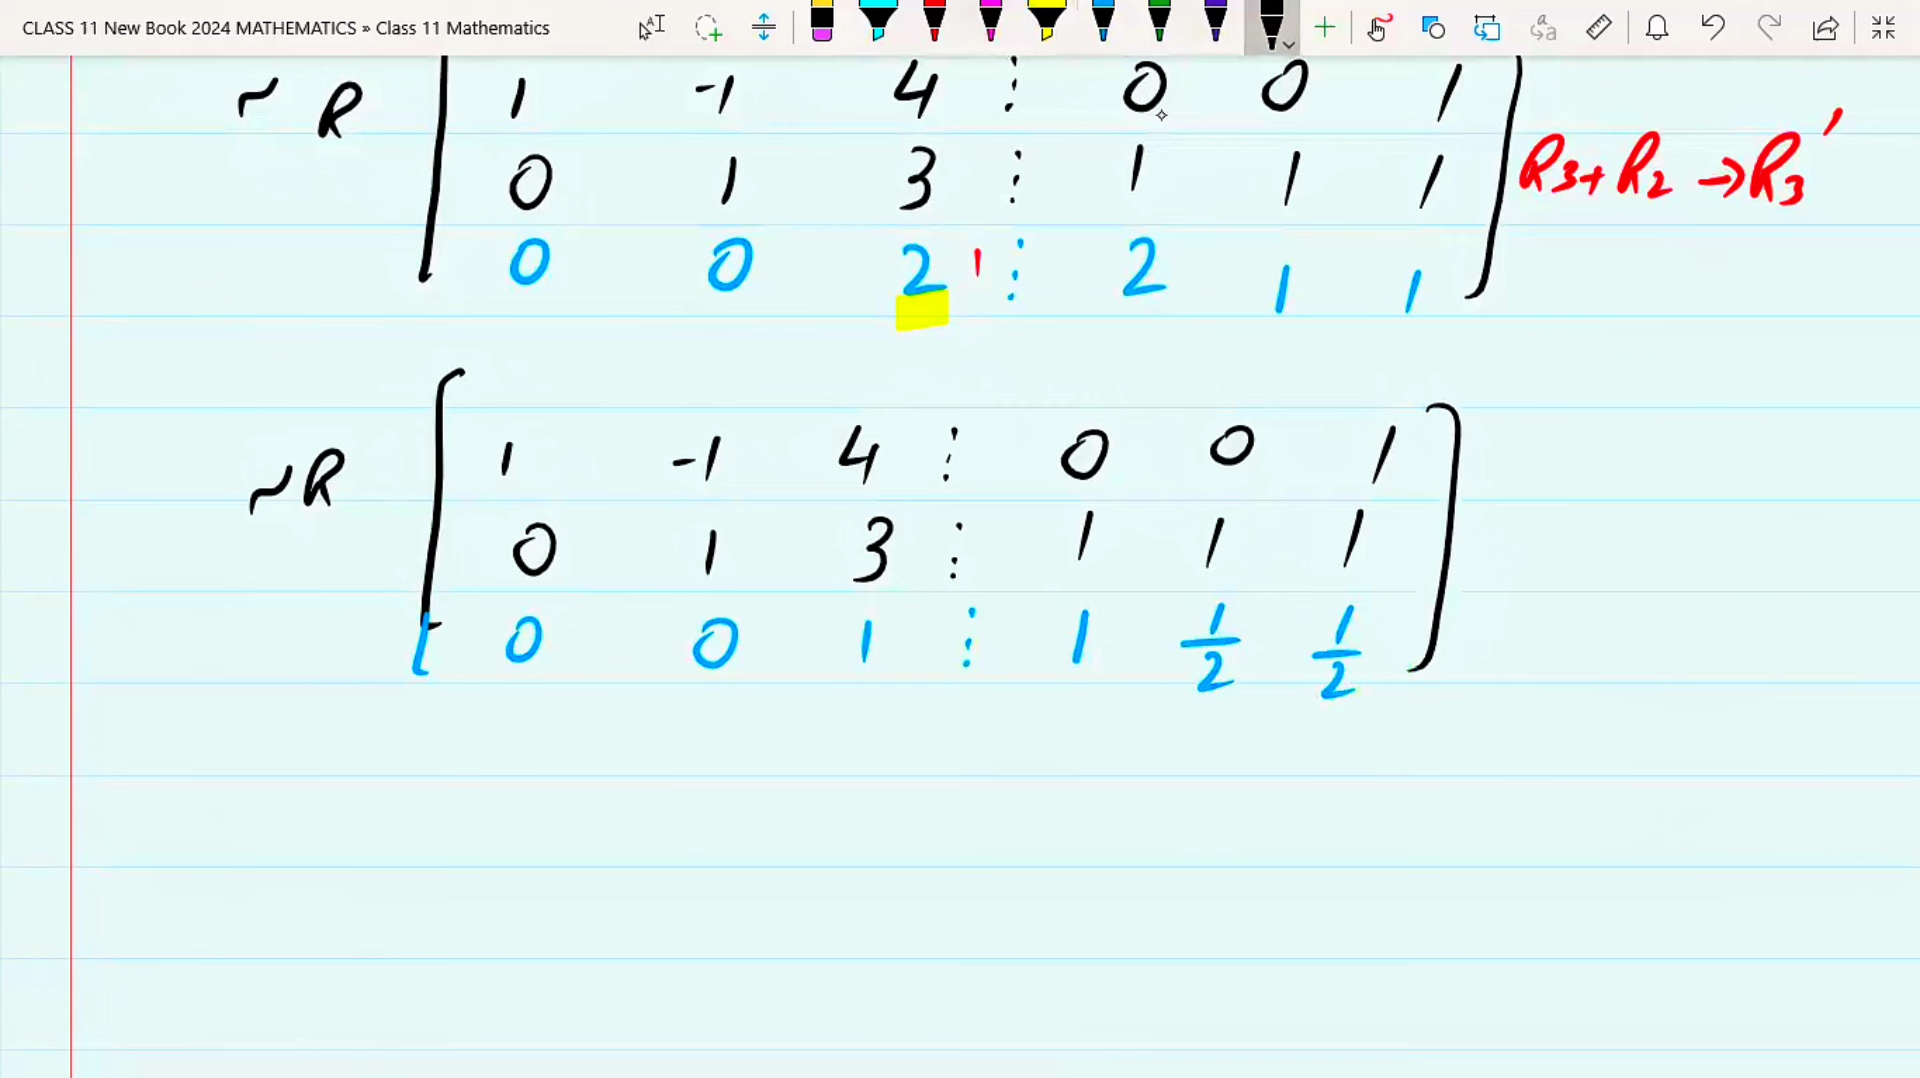 CLASS 11 New Book 2024 MATHEMATICS » Class 11 Mathematics
~ R [ 1 -1 4 ⋮ 0 0 1
0 1 3 ⋮ 1 1 1 ] R3 + R2 → R3'
0 0 2 ' ⋮ 2 1 1
~R [ 1 -1 4 ⋮ 0 0 1
0 1 3 ⋮ 1 1 1
0 0 1 ⋮ 1 1/2 1/2 ]